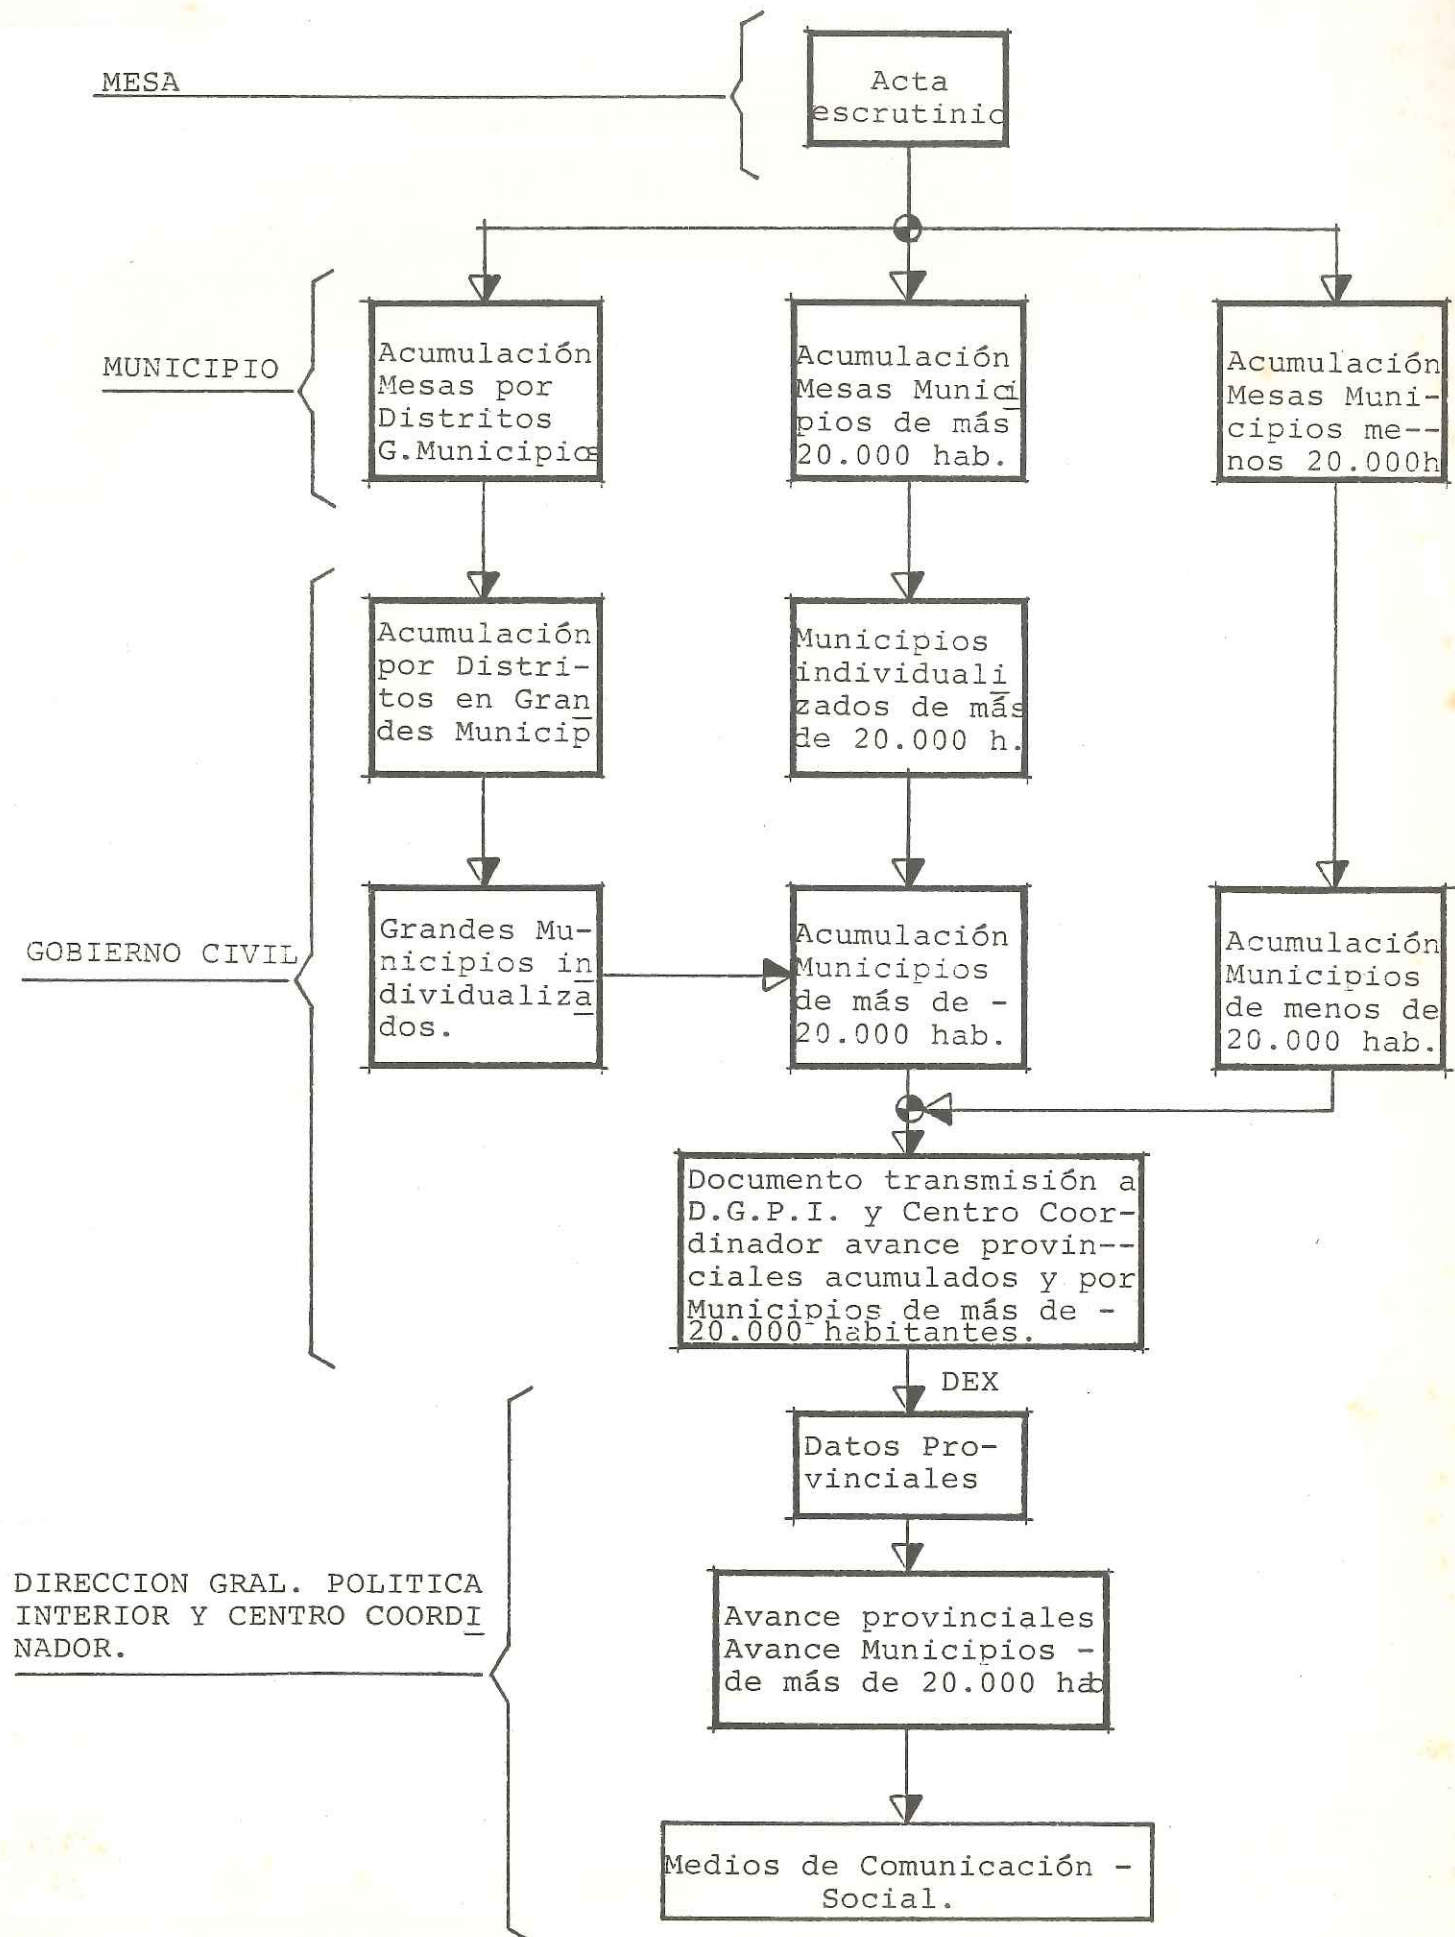 MESA
Acta
escrutinio
MUNICIPIO
Acumulación
Mesas por
Distritos
G.Municipios
Acumulación
Mesas Munici
pios de más
20.000 hab.
Acumulación
Mesas Muni-
cipios me--
nos 20.000h
GOBIERNO CIVIL
Acumulación
por Distri-
tos en Gran
des Municip
Municipios
individuali
zados de más
de 20.000 h.
Grandes Mu-
nicipios in
dividualiza
dos.
Acumulación
Municipios
de más de -
20.000 hab.
Acumulación
Municipios
de menos de
20.000 hab.
Documento transmisión a
D.G.P.I. y Centro Coor-
dinador avance provin--
ciales acumulados y por
Municipios de más de -
20.000 habitantes.
DEX
DIRECCION GRAL. POLITICA
INTERIOR Y CENTRO COORDI
NADOR.
Datos Pro-
vinciales
Avance provinciales
Avance Municipios -
de más de 20.000 hab
Medios de Comunicación -
Social.